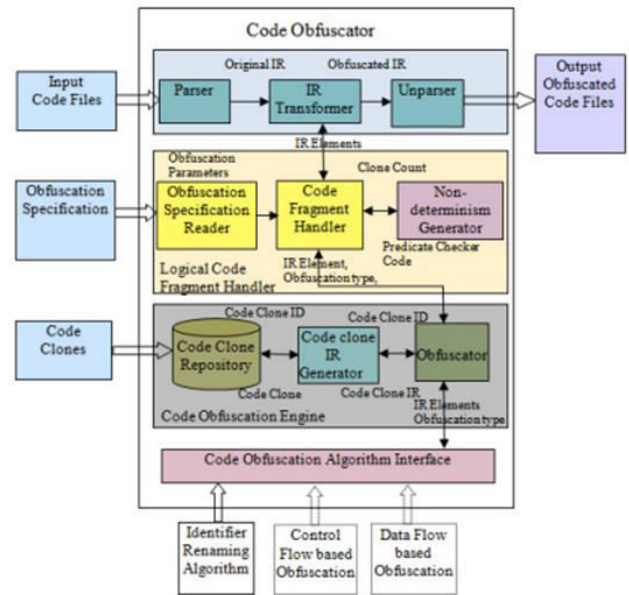 Code Obfuscator
Original IR
Obfuscated IR
Input
Code Files
Parser
IR
Transformer
Unparser
Output
Obfuscated
Code Files
IR Elements
Obfuscation
Parameters
Clone Count
Obfuscation
Specification
Obfuscation
Specification
Reader
Code
Fragment
Handler
Non-
determinism
Generator
Predicate Checker
Code
Logical Code
Fragment Handler
IR Element,
Obfuscation type,
Code Clone ID
Code Clone ID
Code
Clones
Code Clone
Repository
Code clone
IR
Generator
Obfuscator
Code Clone
Code Clone IR
IR Elements
Obfuscation type
Code Obfuscation Engine
Code Obfuscation Algorithm Interface
Identifier
Renaming
Algorithm
Control
Flow based
Obfuscation
Data Flow
based
Obfuscation